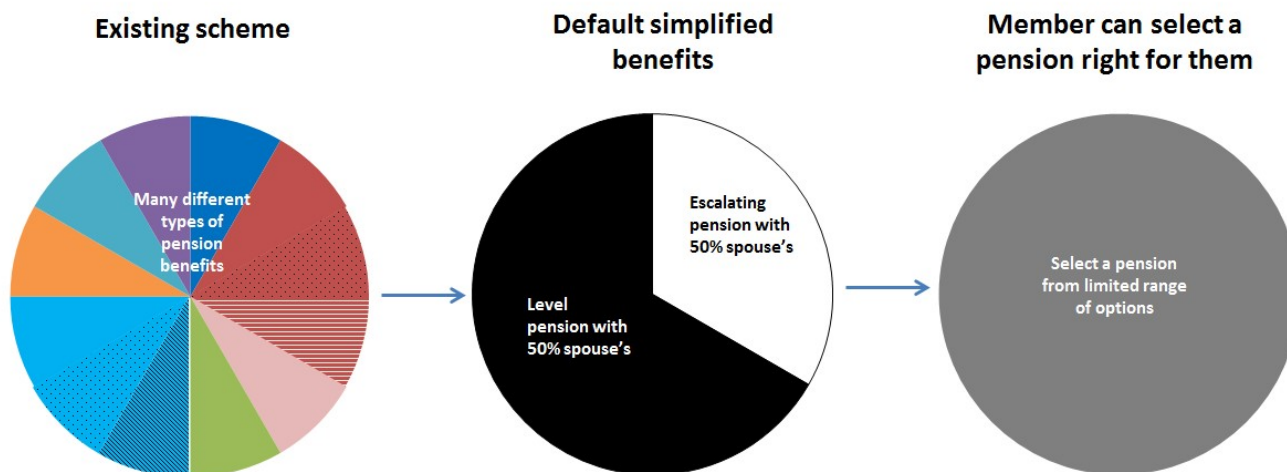 Existing scheme
Default simplified
benefits
Member can select a
pension right for them
Many different
types of
pension
benefits
Escalating
pension with
50% spouse's
Level
pension with
50% spouse's
Select a pension
from limited range
of options